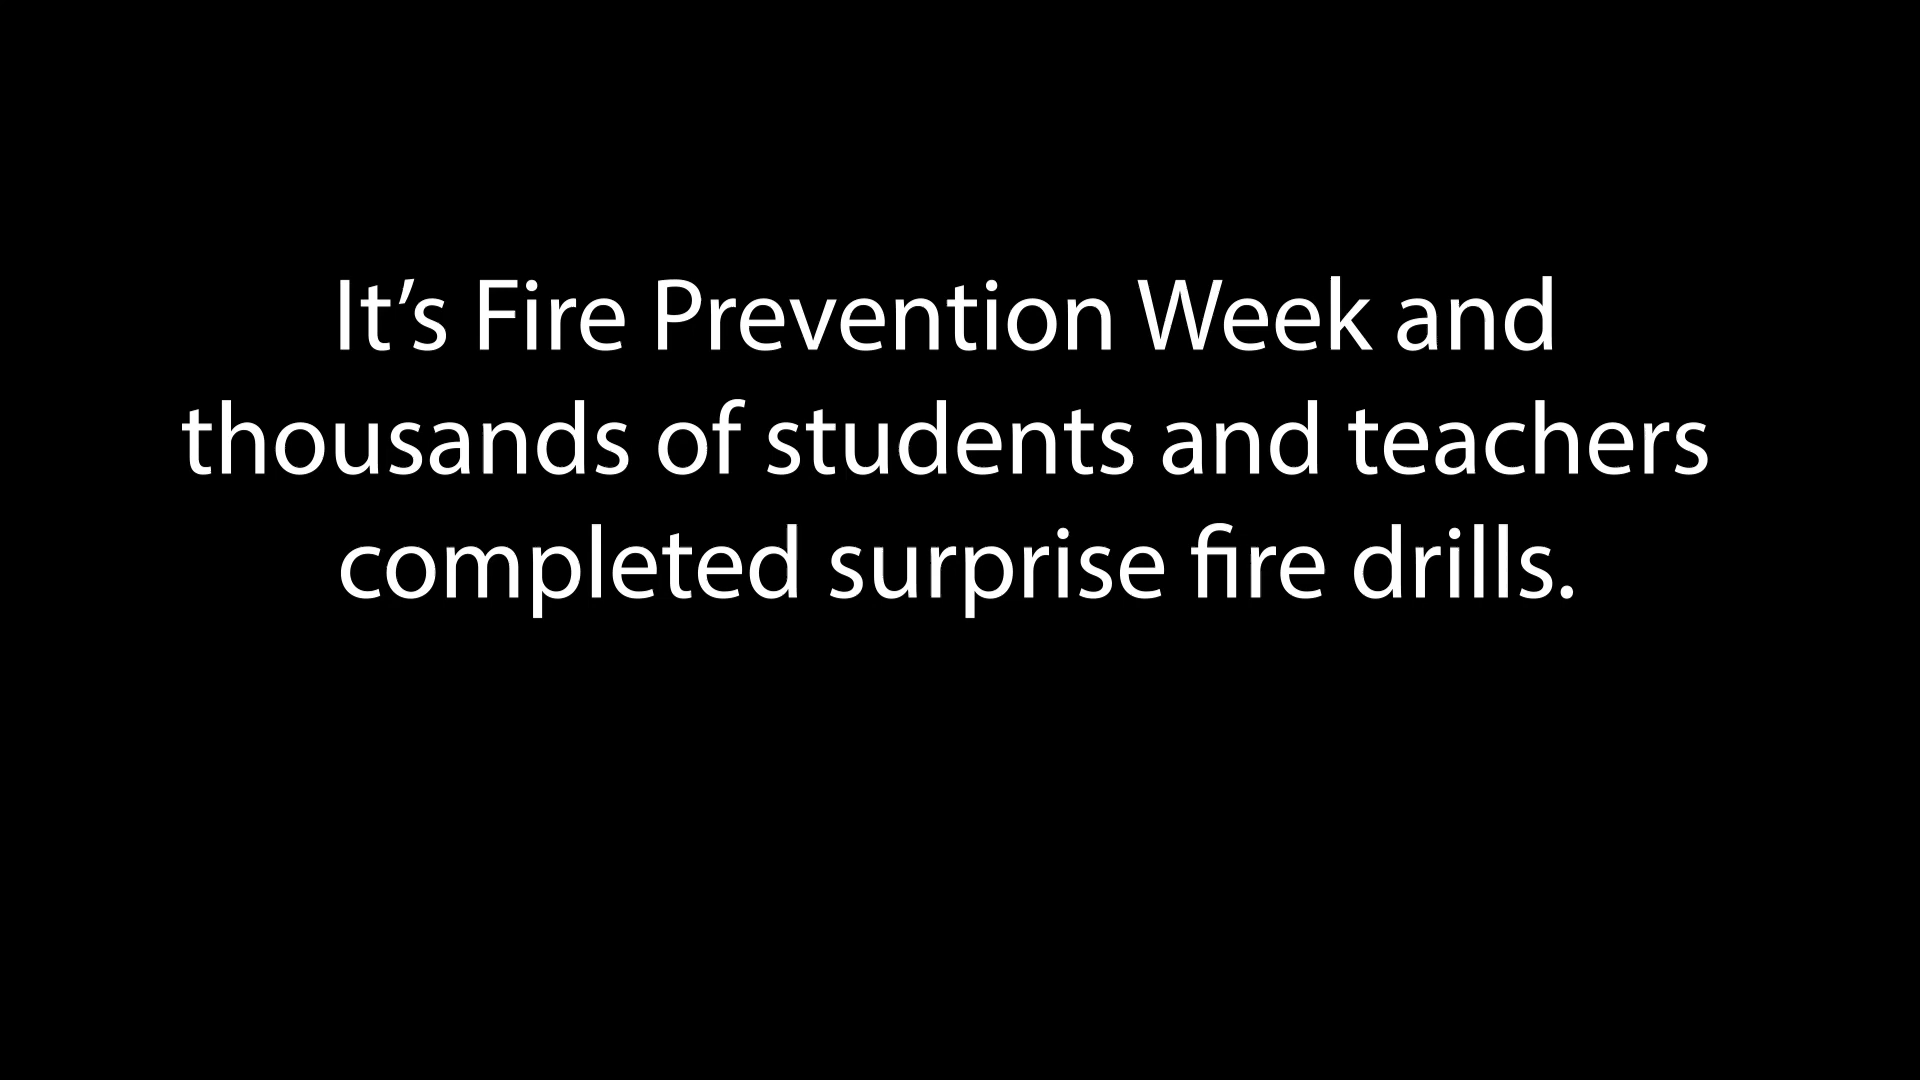 It’s Fire Prevention Week and
thousands of students and teachers
completed surprise fire drills.